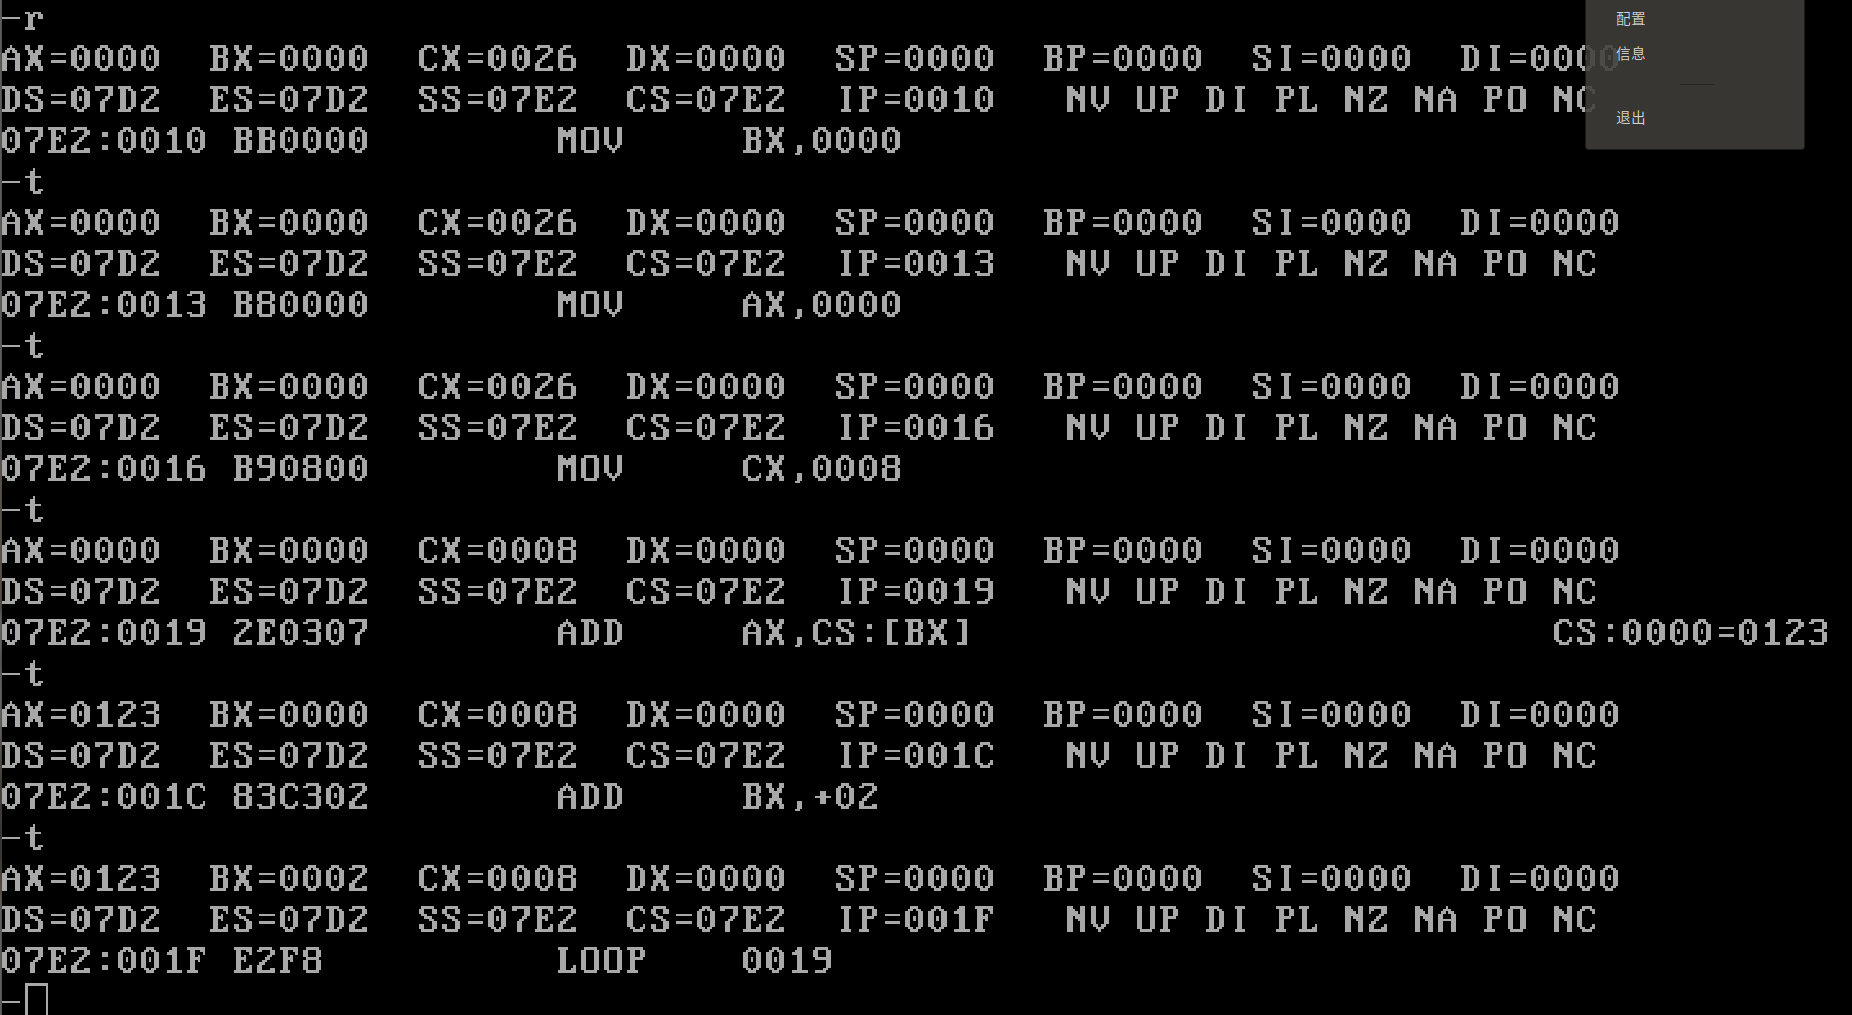 -r
AX=0000 BX=0000 CX=0026 DX=0000 SP=0000 BP=0000 SI=0000 DI=0000
DS=07D2 ES=07D2 SS=07E2 CS=07E2 IP=0010 NV UP DI PL NZ NA PO NC
07E2:0010 BB0000 MOV BX,0000
-t
AX=0000 BX=0000 CX=0026 DX=0000 SP=0000 BP=0000 SI=0000 DI=0000
DS=07D2 ES=07D2 SS=07E2 CS=07E2 IP=0013 NV UP DI PL NZ NA PO NC
07E2:0013 B80000 MOV AX,0000
-t
AX=0000 BX=0000 CX=0026 DX=0000 SP=0000 BP=0000 SI=0000 DI=0000
DS=07D2 ES=07D2 SS=07E2 CS=07E2 IP=0016 NV UP DI PL NZ NA PO NC
07E2:0016 B90800 MOV CX,0008
-t
AX=0000 BX=0000 CX=0008 DX=0000 SP=0000 BP=0000 SI=0000 DI=0000
DS=07D2 ES=07D2 SS=07E2 CS=07E2 IP=0019 NV UP DI PL NZ NA PO NC
07E2:0019 2E0307 ADD AX,CS:[BX] CS:0000=0123
-t
AX=0123 BX=0000 CX=0008 DX=0000 SP=0000 BP=0000 SI=0000 DI=0000
DS=07D2 ES=07D2 SS=07E2 CS=07E2 IP=001C NV UP DI PL NZ NA PO NC
07E2:001C 83C302 ADD BX,+02
-t
AX=0123 BX=0002 CX=0008 DX=0000 SP=0000 BP=0000 SI=0000 DI=0000
DS=07D2 ES=07D2 SS=07E2 CS=07E2 IP=001F NV UP DI PL NZ NA PO NC
07E2:001F E2F8 LOOP 0019
-
配置
信息
退出